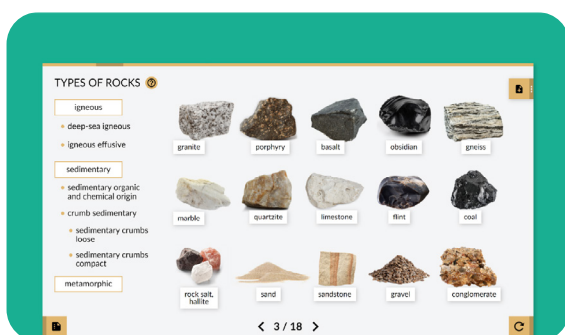 TYPES OF ROCKS ?
igneous
deep-sea igneous
igneous effusive
sedimentary
sedimentary organic
and chemical origin
crumb sedimentary
sedimentary crumbs
loose
sedimentary crumbs
compact
metamorphic
granite
porphyry
basalt
obsidian
gneiss
marble
quartzite
limestone
flint
coal
rock salt,
hallite
sand
sandstone
gravel
conglomerate
3 / 18